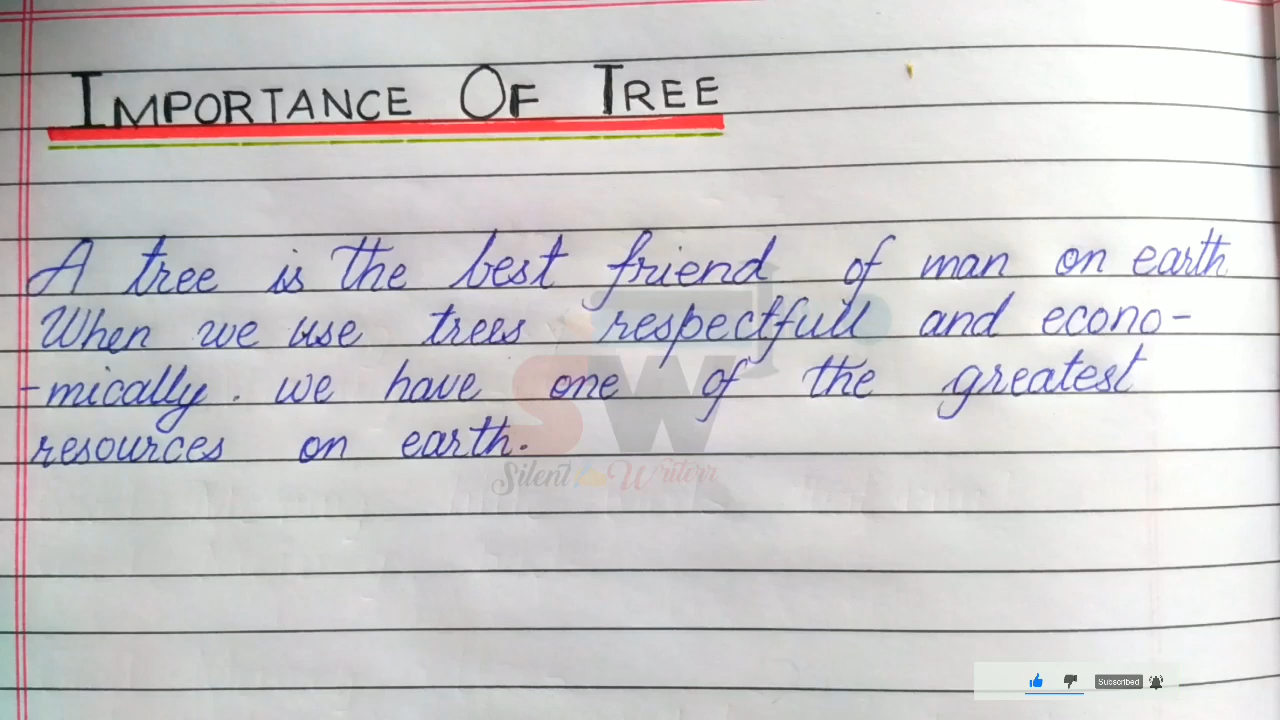 IMPORTANCE OF TREE
A tree is the best friend of man on earth
When we use trees respectfull and econo-
-mically. we have one of the greatest
resources on earth.
SW
Silent Writerr
Subscribed